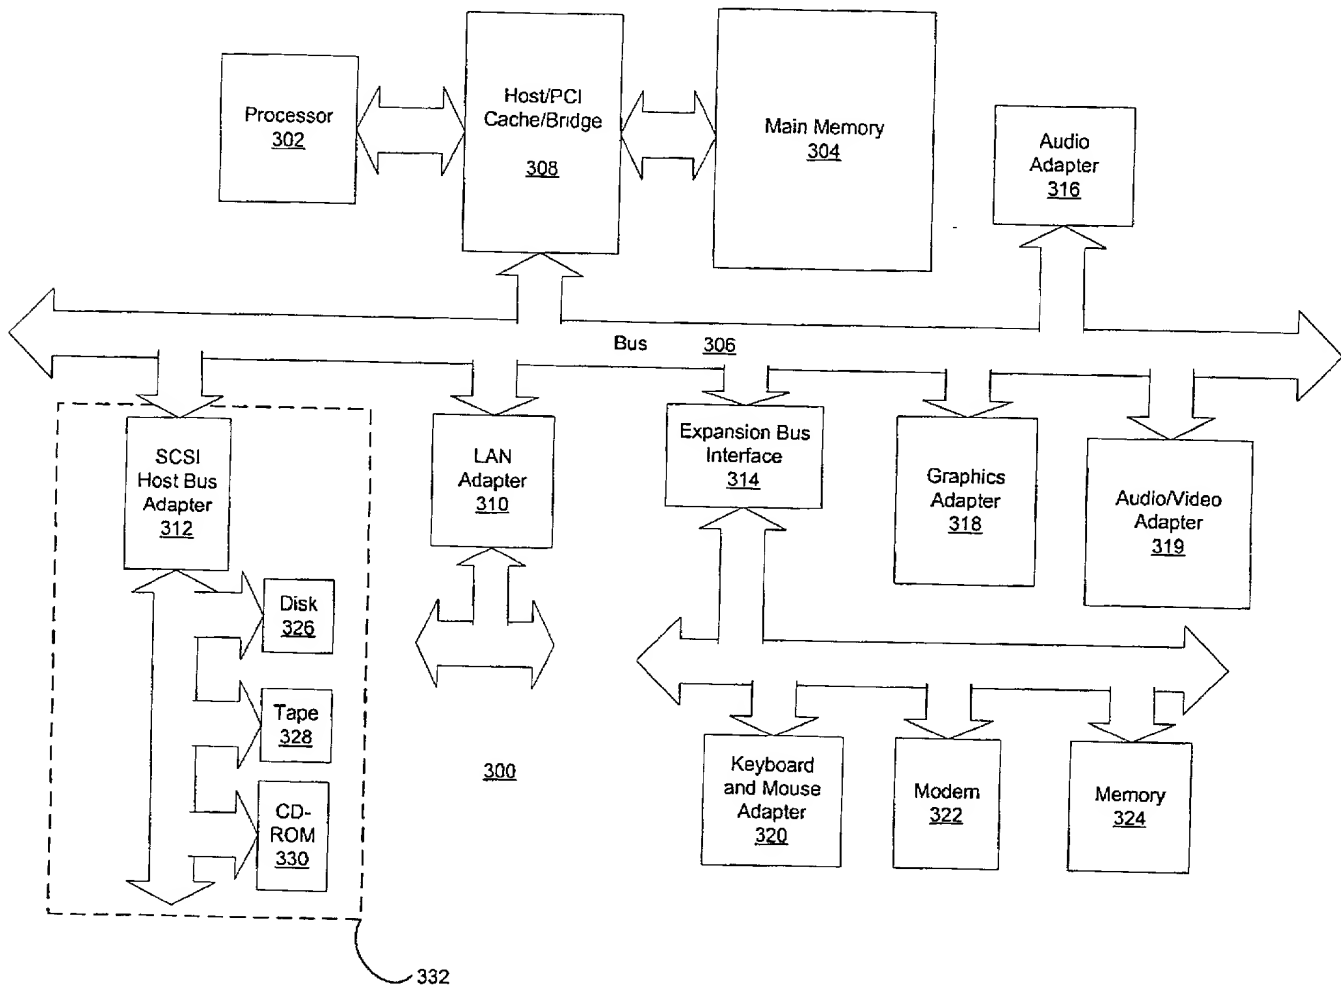 Processor
302
Host/PCI
Cache/Bridge
308
Main Memory
304
Audio
Adapter
316
Bus 306
SCSI
Host Bus
Adapter
312
LAN
Adapter
310
Expansion Bus
Interface
314
Graphics
Adapter
318
Audio/Video
Adapter
319
Disk
326
Tape
328
CD-
ROM
330
300
Keyboard
and Mouse
Adapter
320
Modem
322
Memory
324
332